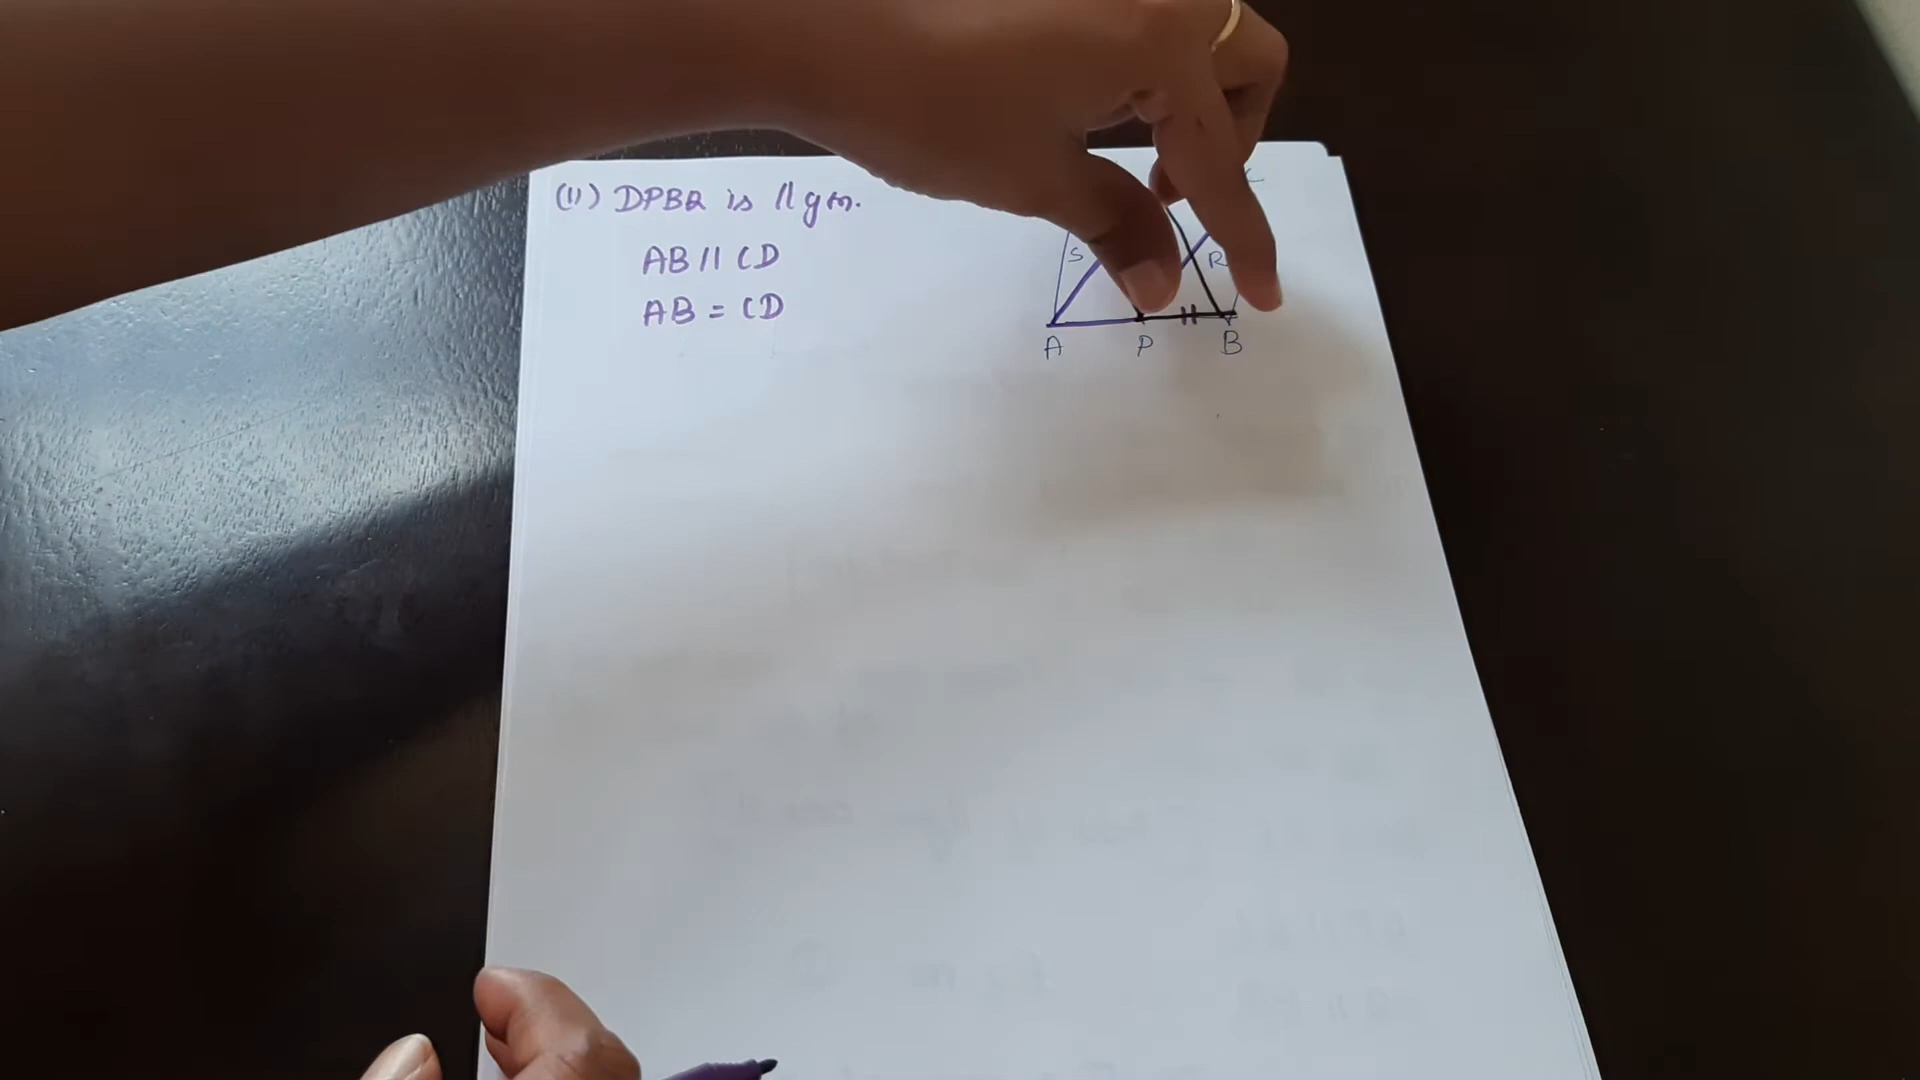 (ii) DPBQ is ||gm.
AB || CD
AB = CD
S
R
A P B